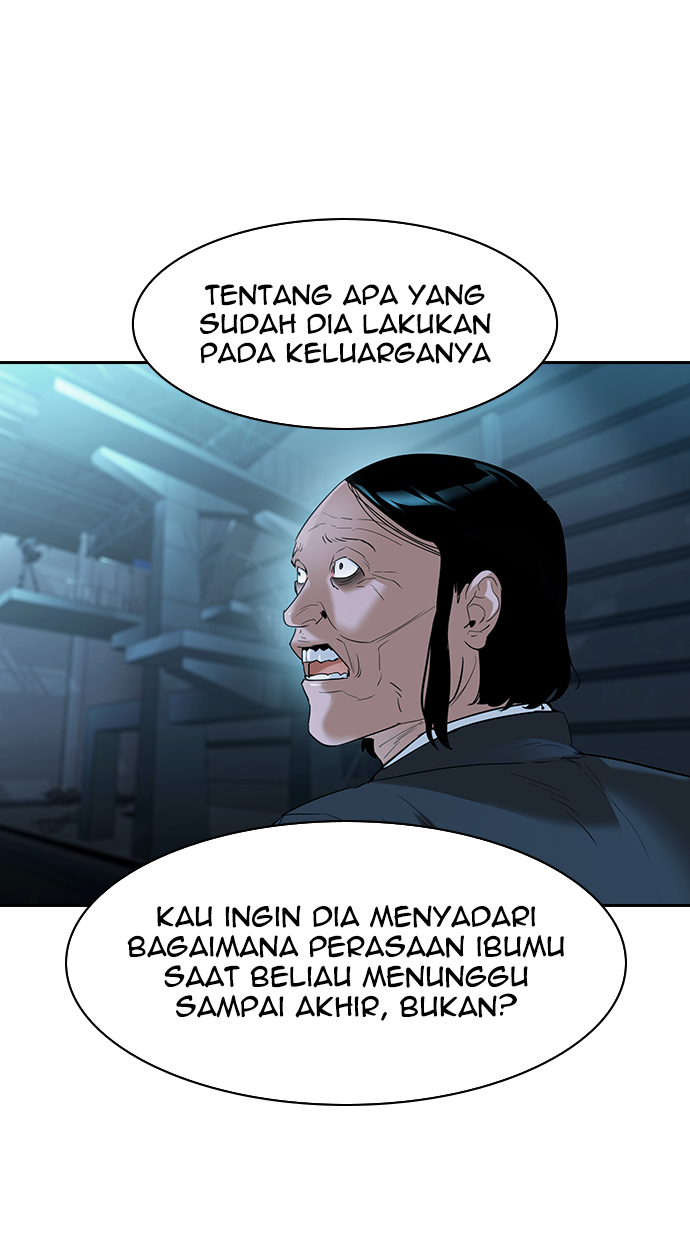 TENTANG APA YANG
SUDAH DIA LAKUKAN
PADA KELUARGANYA
KAU INGIN DIA MENYADARI
BAGAIMANA PERASAAN IBUMU
SAAT BELIAU MENUNGGU
SAMPAI AKHIR, BUKAN?